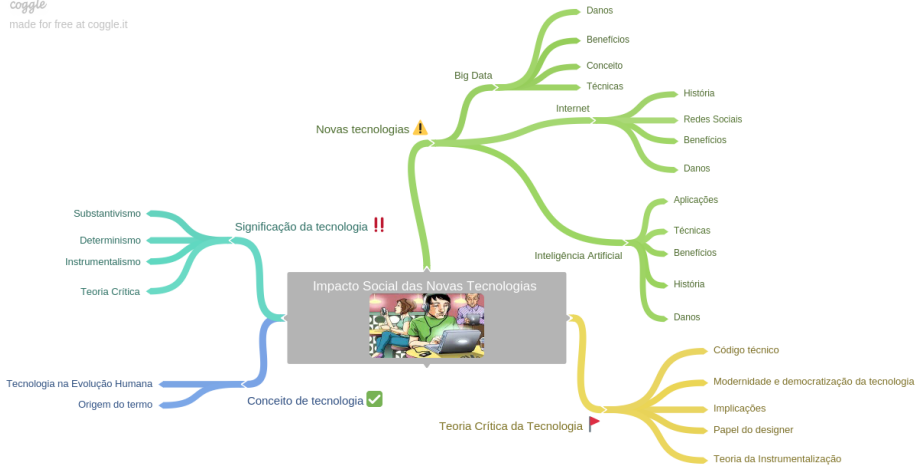 coggle
made for free at coggle.it
Danos
Benefícios
Conceito
Técnicas
Big Data
História
Redes Sociais
Benefícios
Danos
Internet
Novas tecnologias
Aplicações
Técnicas
Benefícios
História
Danos
Inteligência Artificial
Significação da tecnologia
Substantivismo
Determinismo
Instrumentalismo
Teoria Crítica
Impacto Social das Novas Tecnologias
Tecnologia na Evolução Humana
Origem do termo
Conceito de tecnologia
Teoria Crítica da Tecnologia
Código técnico
Modernidade e democratização da tecnologia
Implicações
Papel do designer
Teoria da Instrumentalização